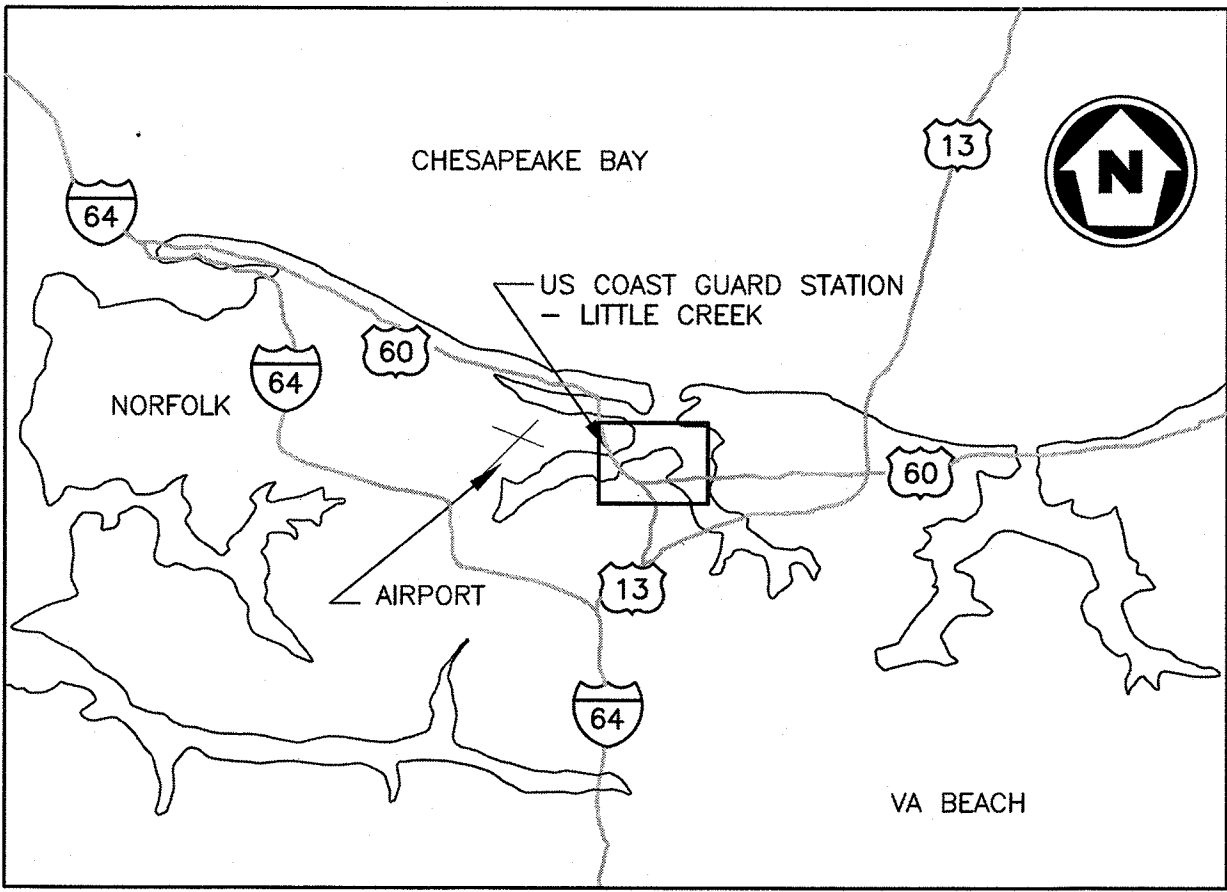 CHESAPEAKE BAY
13
N
64
US COAST GUARD STATION
– LITTLE CREEK
60
64
NORFOLK
60
13
AIRPORT
64
VA BEACH